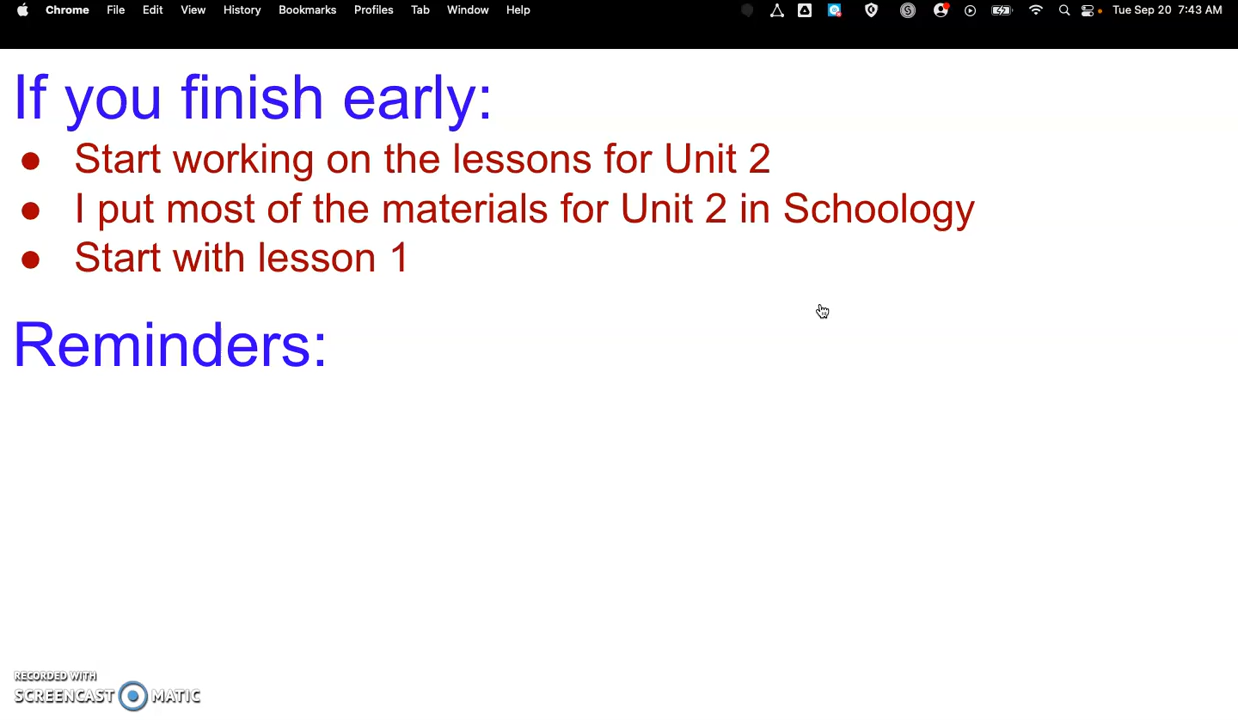 Chrome File Edit View History Bookmarks Profiles Tab Window Help Tue Sep 20 7:43 AM
If you finish early:
● Start working on the lessons for Unit 2
● I put most of the materials for Unit 2 in Schoology
● Start with lesson 1
Reminders:
RECORDED WITH
SCREENCAST MATIC